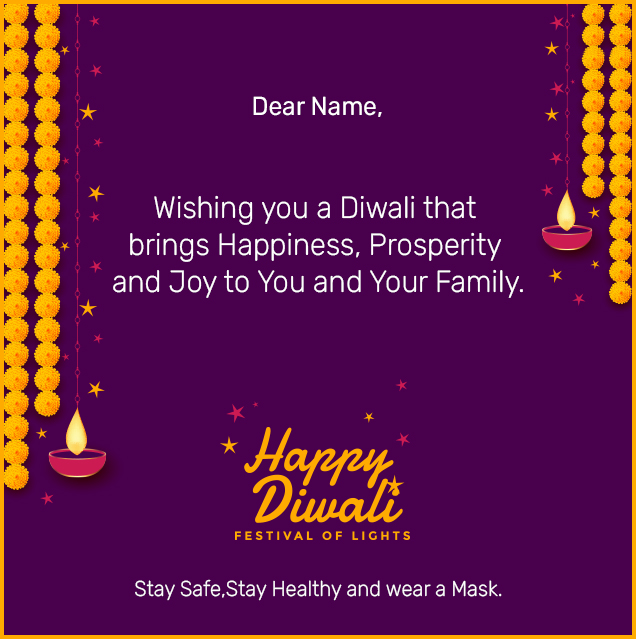 Dear Name,
Wishing you a Diwali that
brings Happiness, Prosperity
and Joy to You and Your Family.
Happy
Diwali
FESTIVAL OF LIGHTS
Stay Safe,Stay Healthy and wear a Mask.